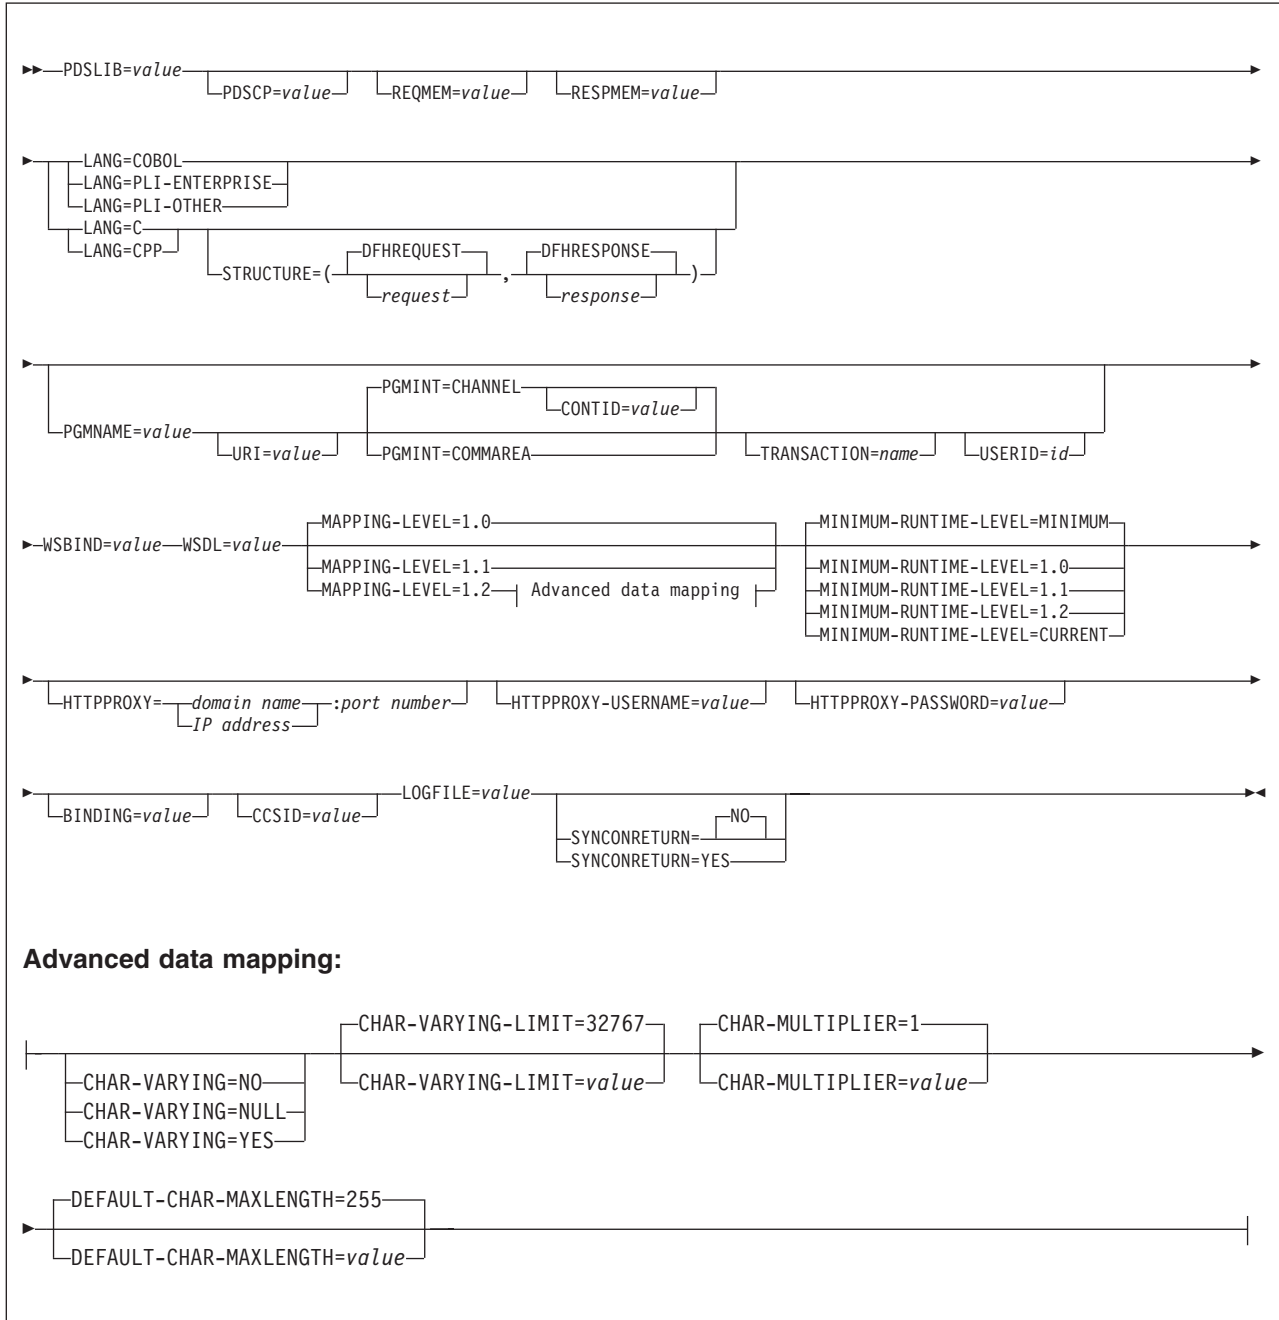 PDSLIB=value
PDSCP=value REQMEM=value RESPMEM=value
LANG=COBOL
LANG=PLI-ENTERPRISE
LANG=PLI-OTHER
LANG=C
LANG=CPP
DFHREQUEST DFHRESPONSE
STRUCTURE=( , )
request response
PGMINT=CHANNEL
CONTID=value
PGMNAME=value
URI=value PGMINT=COMMAREA TRANSACTION=name USERID=id
MAPPING-LEVEL=1.0 MINIMUM-RUNTIME-LEVEL=MINIMUM
WSBIND=value WSDL=value
MAPPING-LEVEL=1.1 MINIMUM-RUNTIME-LEVEL=1.0
MAPPING-LEVEL=1.2 Advanced data mapping MINIMUM-RUNTIME-LEVEL=1.1
MINIMUM-RUNTIME-LEVEL=1.2
MINIMUM-RUNTIME-LEVEL=CURRENT
HTTPPROXY= domain name :port number HTTPPROXY-USERNAME=value HTTPPROXY-PASSWORD=value
IP address
LOGFILE=value
BINDING=value CCSID=value NO
SYNCONRETURN=
SYNCONRETURN=YES
Advanced data mapping:
CHAR-VARYING-LIMIT=32767 CHAR-MULTIPLIER=1
CHAR-VARYING=NO CHAR-VARYING-LIMIT=value CHAR-MULTIPLIER=value
CHAR-VARYING=NULL
CHAR-VARYING=YES
DEFAULT-CHAR-MAXLENGTH=255
DEFAULT-CHAR-MAXLENGTH=value